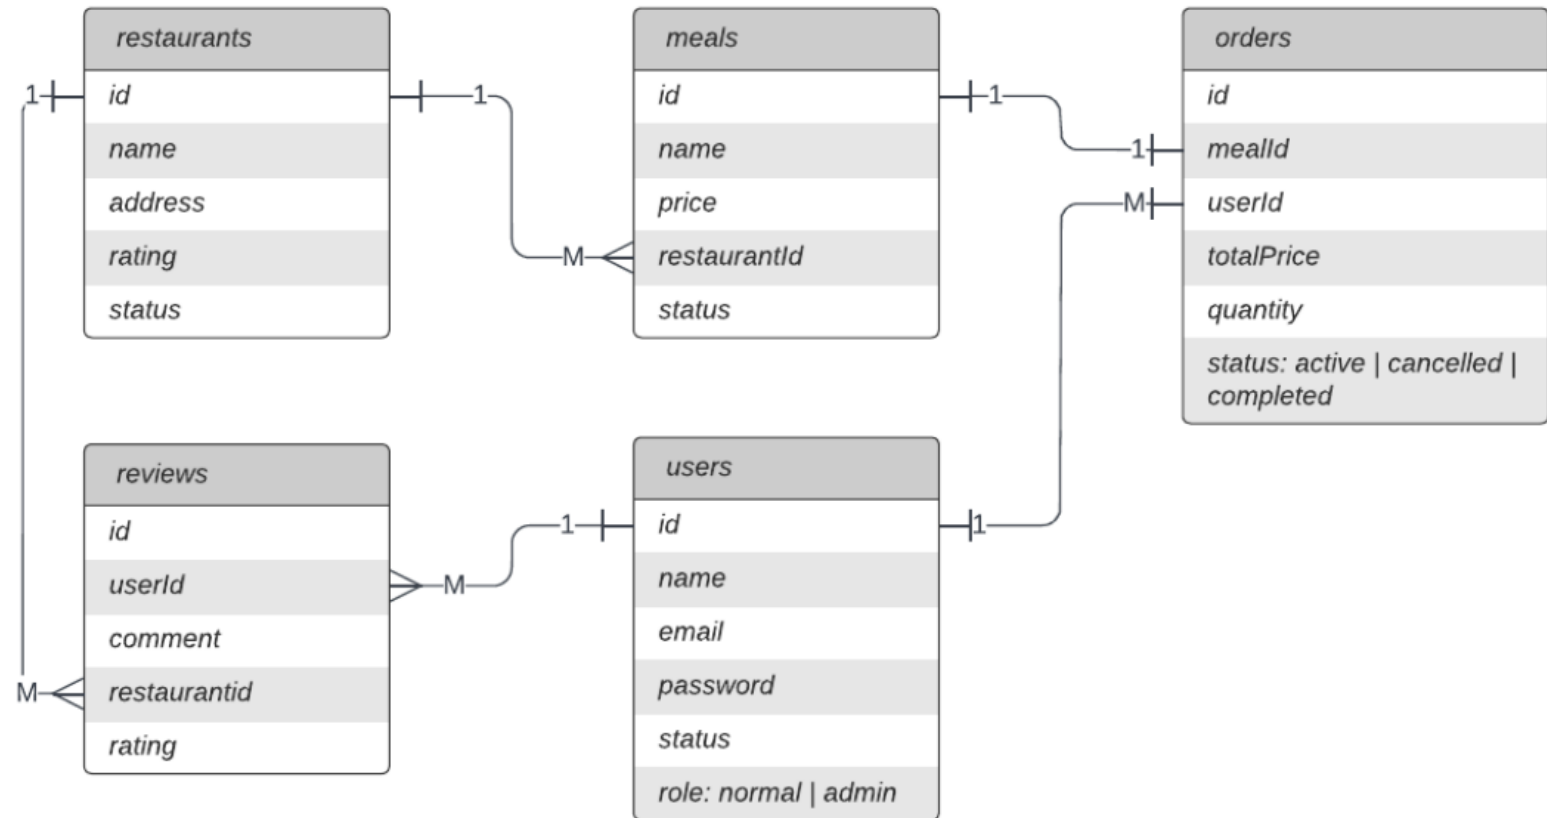 restaurants
id
name
address
rating
status
meals
id
name
price
restaurantId
status
orders
id
mealId
userId
totalPrice
quantity
status: active | cancelled |
completed
reviews
id
userId
comment
restaurantid
rating
users
id
name
email
password
status
role: normal | admin
1
1
M
1
1
M
M
1
M
1